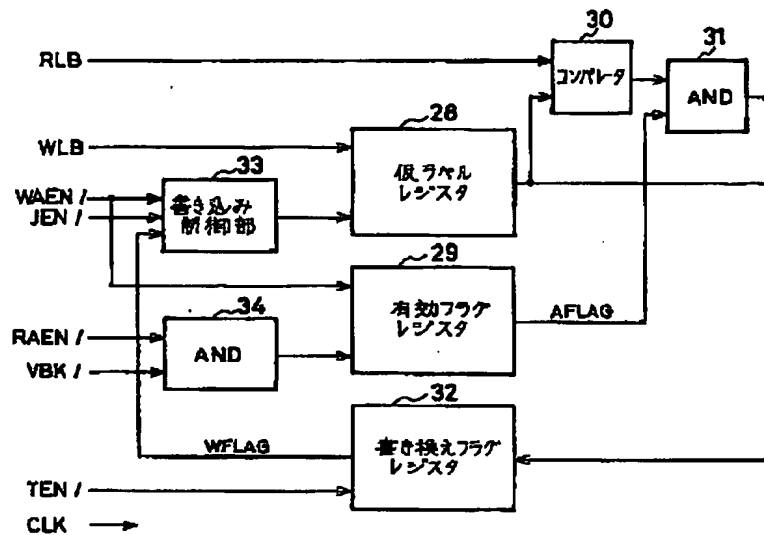 30
31
RLB
コンパレータ
AND
28
WLB
仮ラベル
レジスタ
33
WAEN /
JEN /
書き込み
制御部
29
有効フラグ
レジスタ
AFLAG
34
RAEN /
VBK /
AND
32
WFLAG
書き換えフラグ
レジスタ
TEN /
CLK